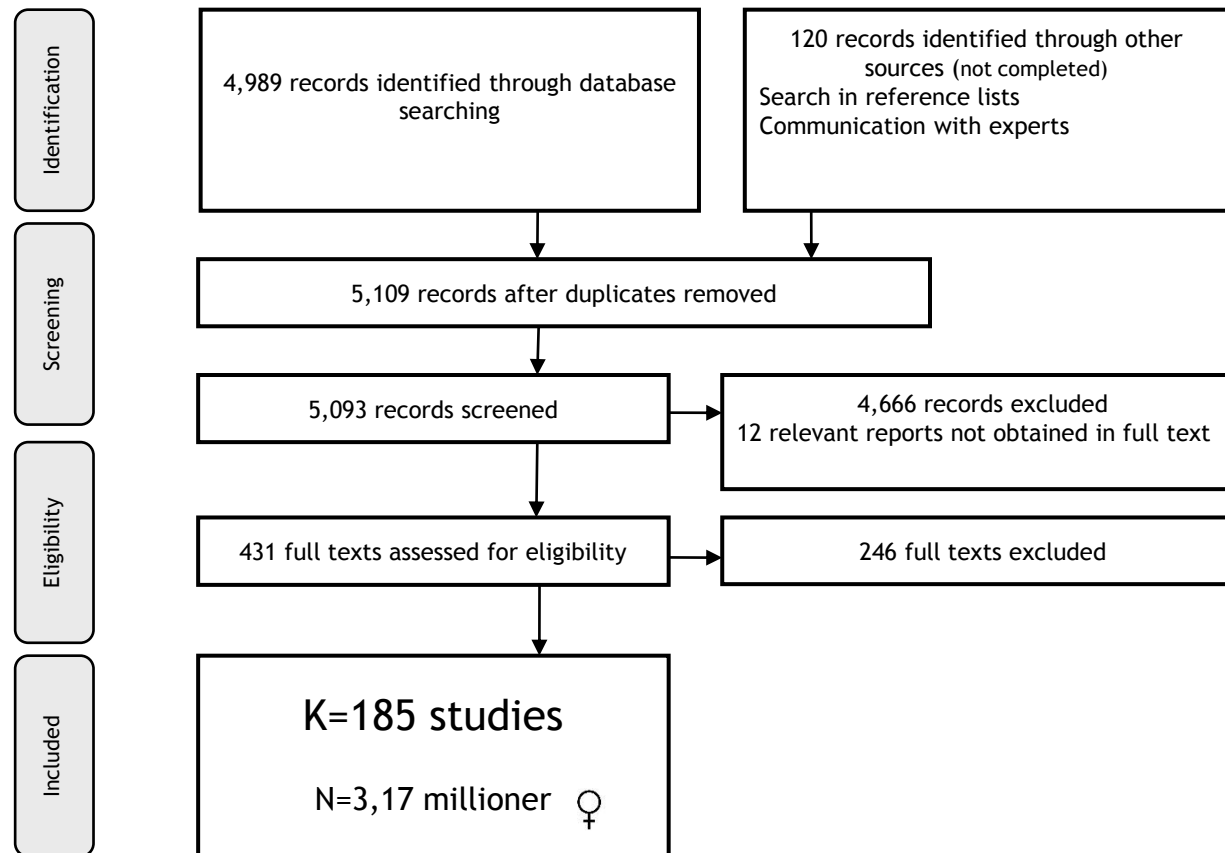 Identification
4,989 records identified through database
searching
120 records identified through other
sources (not completed)
Search in reference lists
Communication with experts
Screening
5,109 records after duplicates removed
5,093 records screened
4,666 records excluded
12 relevant reports not obtained in full text
Eligibility
431 full texts assessed for eligibility
246 full texts excluded
Included
K=185 studies
N=3,17 millioner ♀